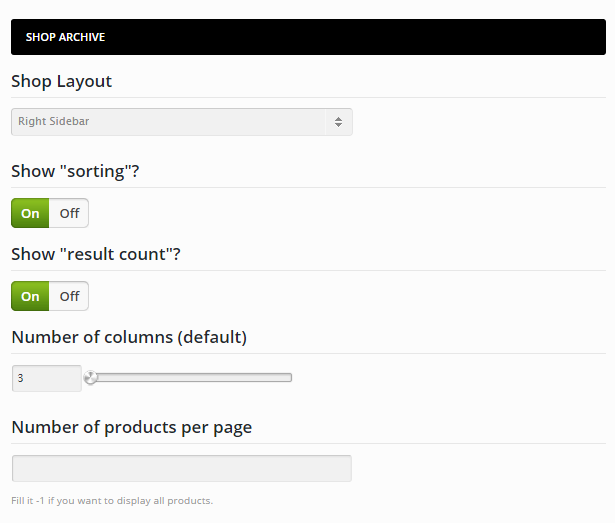 SHOP ARCHIVE
Shop Layout
Right Sidebar
Show "sorting"?
On Off
Show "result count"?
On Off
Number of columns (default)
3
Number of products per page
Fill it -1 if you want to display all products.